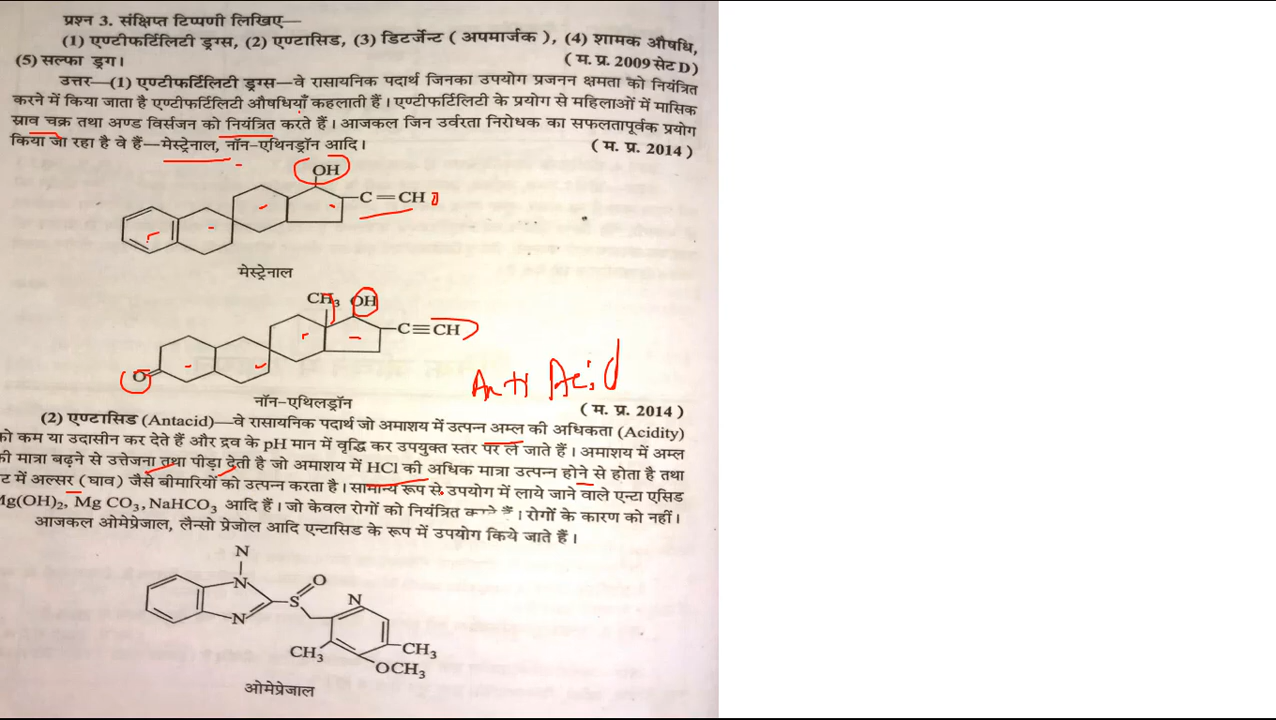 प्रश्न 3. संक्षिप्त टिप्पणी लिखिए—
(1) एण्टीफर्टिलिटी ड्रग्स, (2) एण्टासिड, (3) डिटर्जेन्ट ( अपमार्जक ), (4) शामक औषधि,
(5) सल्फा ड्रग। ( म. प्र. 2009 सेट D)
उत्तर—(1) एण्टीफर्टिलिटी ड्रग्स—वे रासायनिक पदार्थ जिनका उपयोग प्रजनन क्षमता को नियंत्रित
करने में किया जाता है एण्टीफर्टिलिटी औषधियाँ कहलाती हैं। एण्टीफर्टिलिटी के प्रयोग से महिलाओं में मासिक
स्राव चक्र तथा अण्ड विर्सजन को नियंत्रित करते हैं। आजकल जिन उर्वरता निरोधक का सफलतापूर्वक प्रयोग
किया जा रहा है वे हैं—मेस्ट्रेनाल, नॉन-एथिनड्रॉन आदि। ( म. प्र. 2014 )
OH
C=CH
मेस्ट्रेनाल
CH3 OH
C≡CH
O
नॉन-एथिलड्रॉन
Anti Acid
( म. प्र. 2014 )
(2) एण्टासिड (Antacid)—वे रासायनिक पदार्थ जो अमाशय में उत्पन्न अम्ल की अधिकता (Acidity)
को कम या उदासीन कर देते हैं और द्रव के pH मान में वृद्धि कर उपयुक्त स्तर पर ले जाते हैं। अमाशय में अम्ल
की मात्रा बढ़ने से उत्तेजना तथा पीड़ा देती है जो अमाशय में HCl की अधिक मात्रा उत्पन्न होने से होता है तथा
ट में अल्सर (घाव) जैसे बीमारियों को उत्पन्न करता है। सामान्य रूप से उपयोग में लाये जाने वाले एन्टा एसिड
Mg(OH)2, Mg CO3, NaHCO3 आदि हैं। जो केवल रोगों को नियंत्रित करते हैं। रोगों के कारण को नहीं।
आजकल ओमेप्रेजाल, लैन्सो प्रेजोल आदि एन्टासिड के रूप में उपयोग किये जाते हैं।
N
N
N
S
O
N
CH3
CH3
OCH3
ओमेप्रेजाल